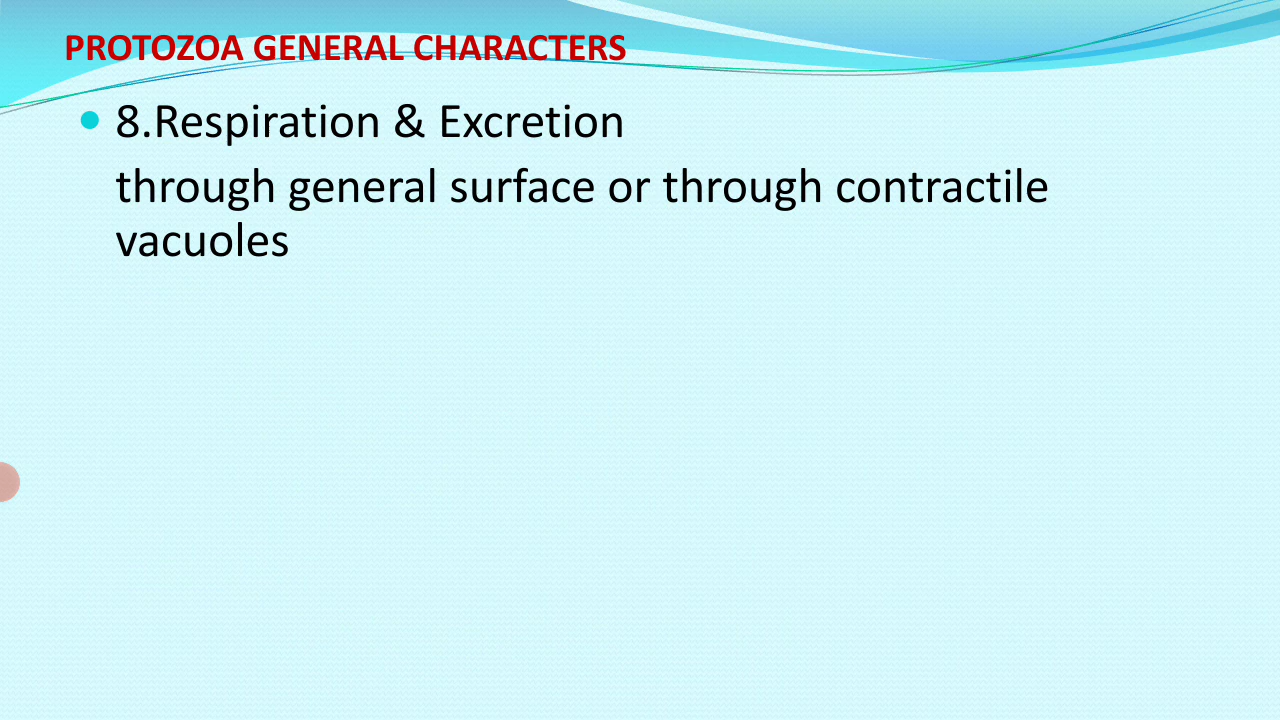 PROTOZOA GENERAL CHARACTERS
8.Respiration & Excretion
through general surface or through contractile
vacuoles